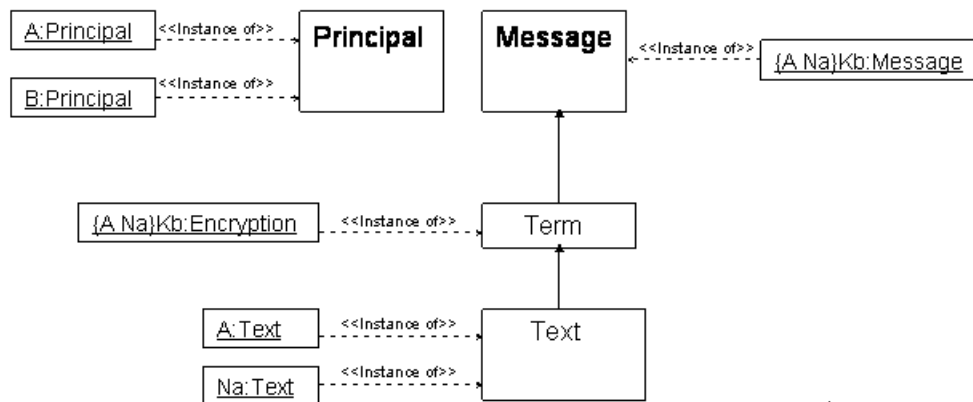 A:Principal
<<Instance of>>
Principal
Message
<<Instance of>>
{A Na}Kb:Message
B:Principal
<<Instance of>>
{A Na}Kb:Encryption
<<Instance of>>
Term
A:Text
<<Instance of>>
Text
Na:Text
<<Instance of>>